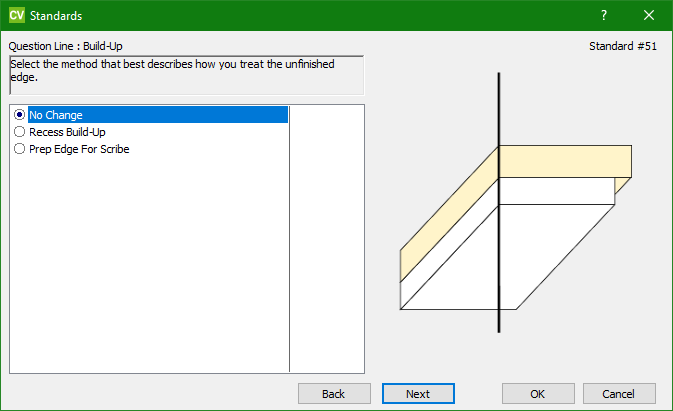 CV Standards ?
Question Line : Build-Up
Standard #51
Select the method that best describes how you treat the unfinished
edge.
No Change
Recess Build-Up
Prep Edge For Scribe
Back Next OK Cancel